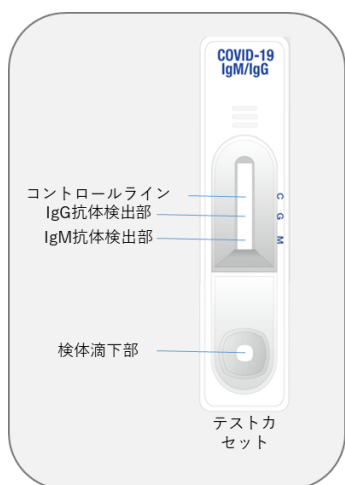 COVID-19
IgM/IgG
コントロールライン
IgG抗体検出部
IgM抗体検出部
C
G
M
検体滴下部
テストカ
セット